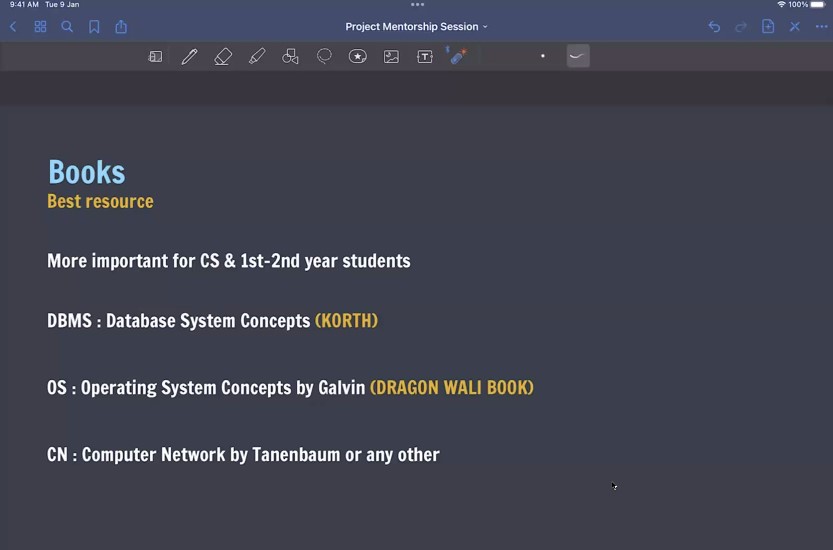 9:41 AM Tue 9 Jan
100%
Project Mentorship Session
T
Books
Best resource
More important for CS & 1st-2nd year students
DBMS : Database System Concepts (KORTH)
OS : Operating System Concepts by Galvin (DRAGON WALI BOOK)
CN : Computer Network by Tanenbaum or any other